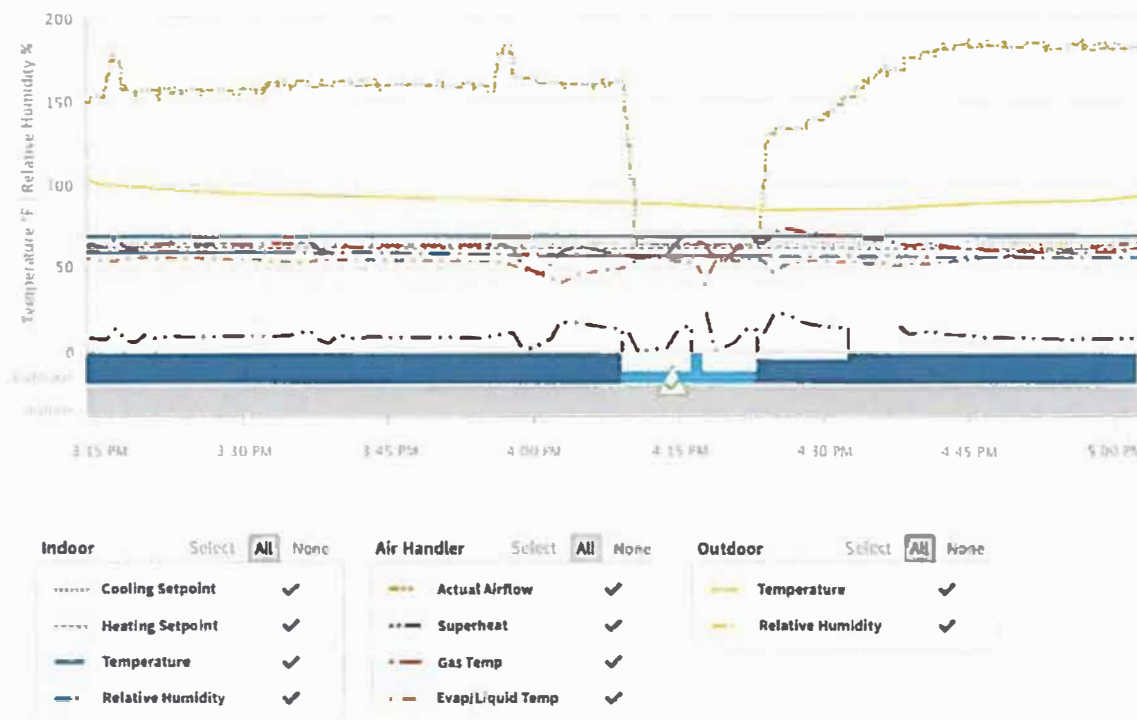 200
150
100
50
0
Temperature °F | Relative Humidity %
3:15 PM 3:30 PM 3:45 PM 4:00 PM 4:15 PM 4:30 PM 4:45 PM 5:00 PM
Indoor Select All None
Cooling Setpoint
Heating Setpoint
Temperature
Relative Humidity
Air Handler Select All None
Actual Airflow
Superheat
Gas Temp
Evap/Liquid Temp
Outdoor Select All None
Temperature
Relative Humidity